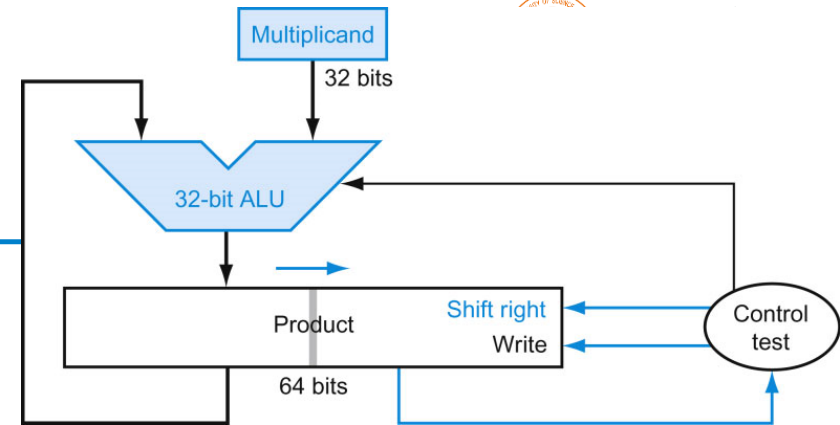 Multiplicand
32 bits
32-bit ALU
Product
Shift right
Write
64 bits
Control
test